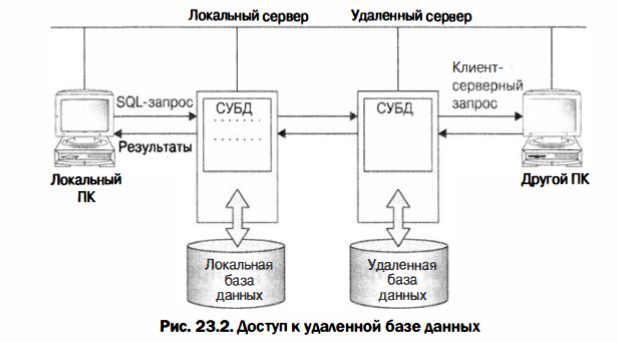 Локальный сервер
Удаленный сервер
Клиент-
серверный
запрос
SQL-запрос
СУБД
СУБД
Результаты
Локальный
ПК
Другой ПК
Локальная
база
данных
Удаленная
база
данных
Рис. 23.2. Доступ к удаленной базе данных